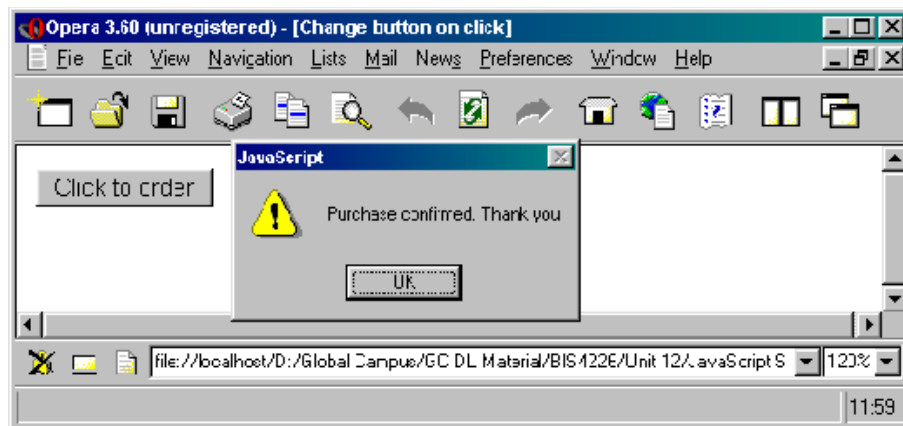 Opera 3.60 (unregistered) - [Change button on click]
File Edit View Navigation Lists Mail News Preferences Window Help
JavaScript
Click to order
Purchase confirmed. Thank you
OK
file://localhost/D:/Global Campus/GC DL Material/BIS4226/Unit 12/JavaScript S 120%
11:59